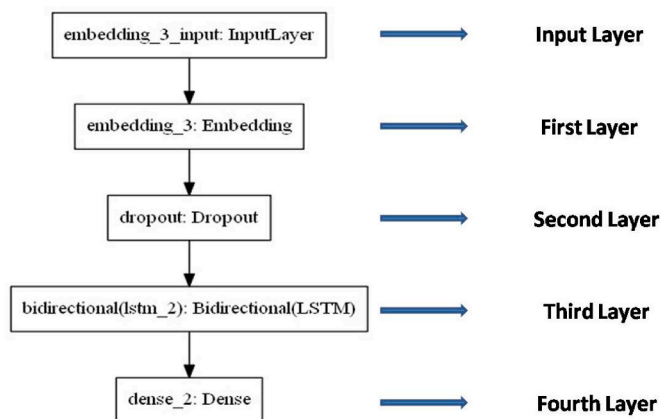 embedding_3_input: InputLayer
Input Layer
embedding_3: Embedding
First Layer
dropout: Dropout
Second Layer
bidirectional(lstm_2): Bidirectional(LSTM)
Third Layer
dense_2: Dense
Fourth Layer